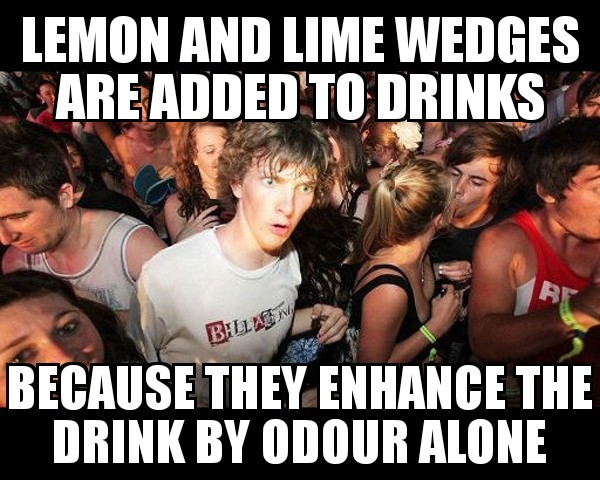 LEMON AND LIME WEDGES
ARE ADDED TO DRINKS
BECAUSE THEY ENHANCE THE
DRINK BY ODOUR ALONE